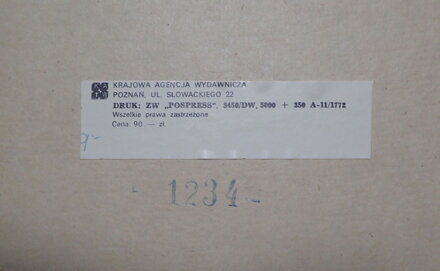 KRAJOWA AGENCJA WYDAWNICZA
POZNAŃ, UL. SŁOWACKIEGO 22
DRUK: ZW „POSPRESS". 3450/DW, 5000 + 350 A-11/1772
Wszelkie prawa zastrzeżone
Cena: 90 — zł.
7-
- 1234 -